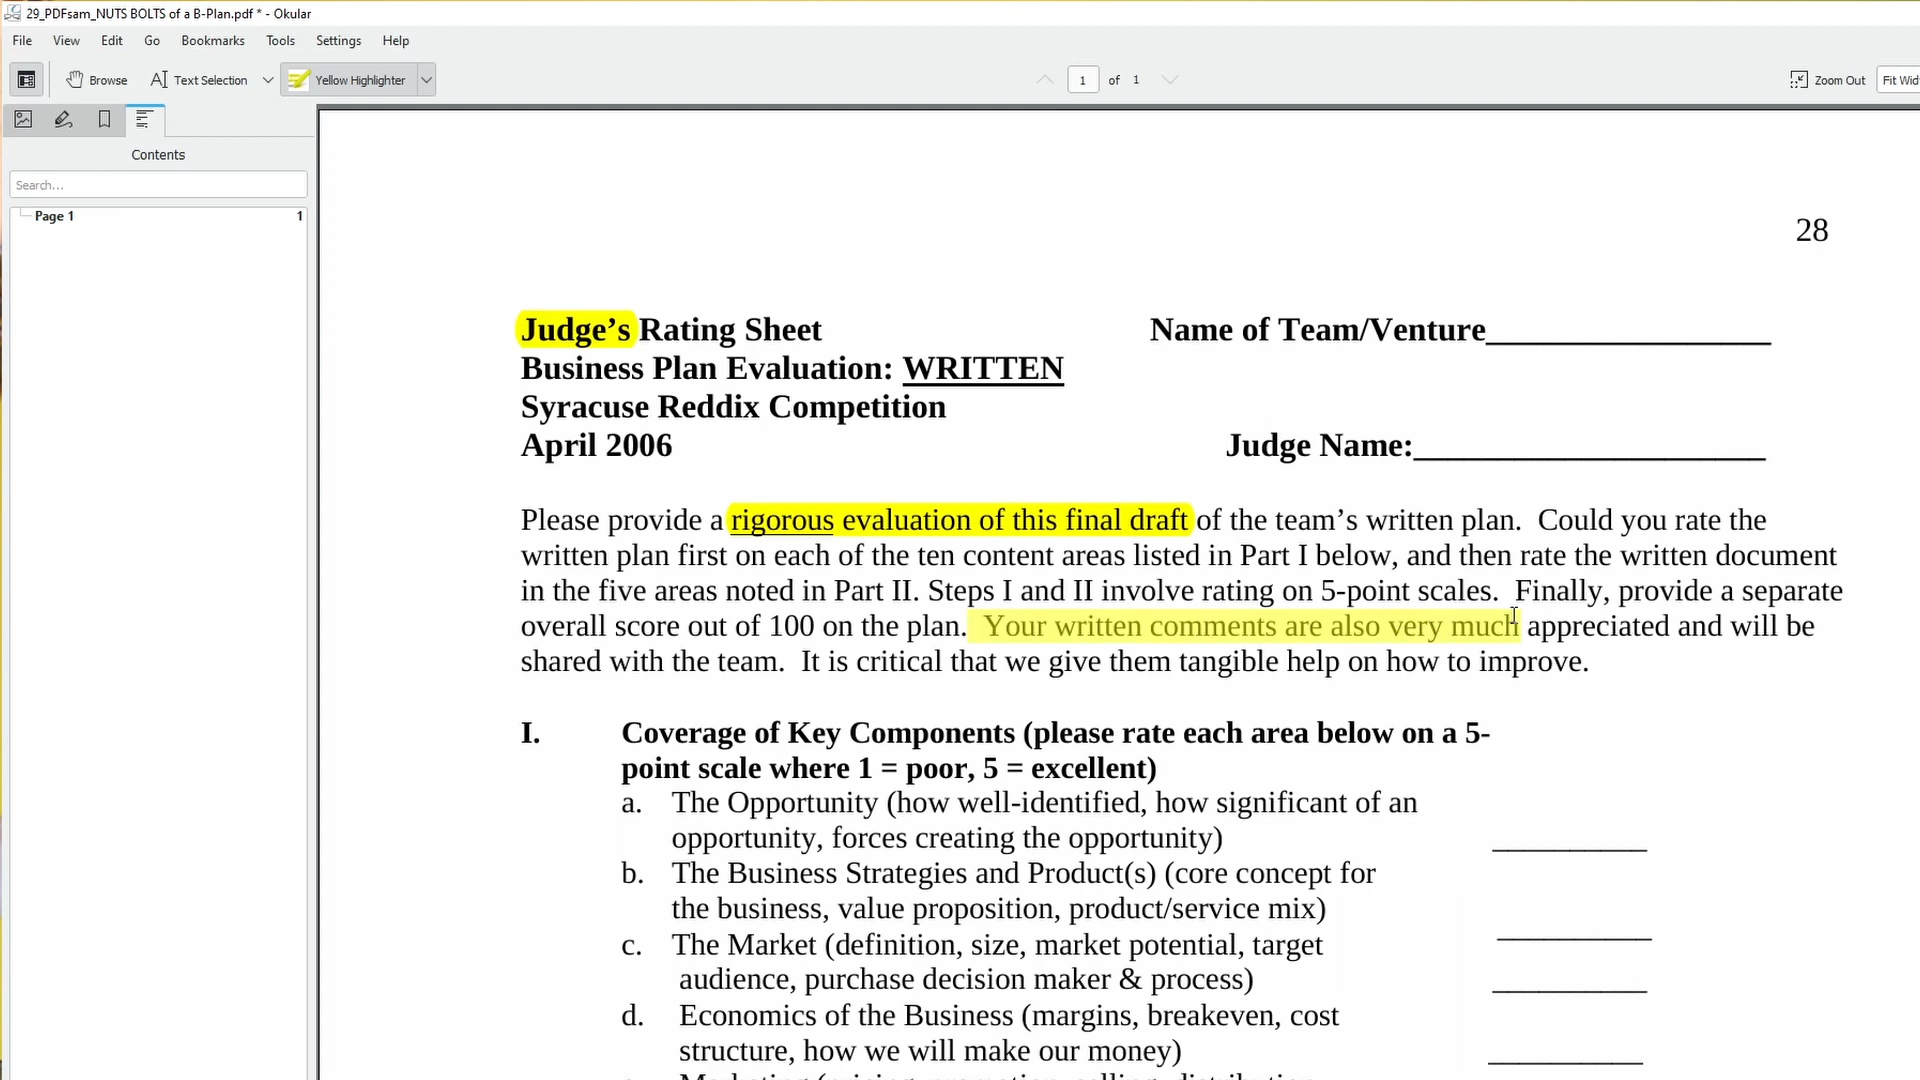 29_PDFsam_NUTS BOLTS of a B-Plan.pdf * - Okular
File View Edit Go Bookmarks Tools Settings Help
Browse Text Selection Yellow Highlighter 1 of 1 Zoom Out Fit Wid
Contents
Search...
Page 1 1
28
Judge’s Rating Sheet Name of Team/Venture_________________
Business Plan Evaluation: WRITTEN
Syracuse Reddix Competition
April 2006 Judge Name:_____________________
Please provide a rigorous evaluation of this final draft of the team’s written plan. Could you rate the
written plan first on each of the ten content areas listed in Part I below, and then rate the written document
in the five areas noted in Part II. Steps I and II involve rating on 5-point scales. Finally, provide a separate
overall score out of 100 on the plan. Your written comments are also very much appreciated and will be
shared with the team. It is critical that we give them tangible help on how to improve.
I. Coverage of Key Components (please rate each area below on a 5-
point scale where 1 = poor, 5 = excellent)
a. The Opportunity (how well-identified, how significant of an
opportunity, forces creating the opportunity) __________
b. The Business Strategies and Product(s) (core concept for
the business, value proposition, product/service mix) __________
c. The Market (definition, size, market potential, target
audience, purchase decision maker & process) __________
d. Economics of the Business (margins, breakeven, cost
structure, how we will make our money) __________